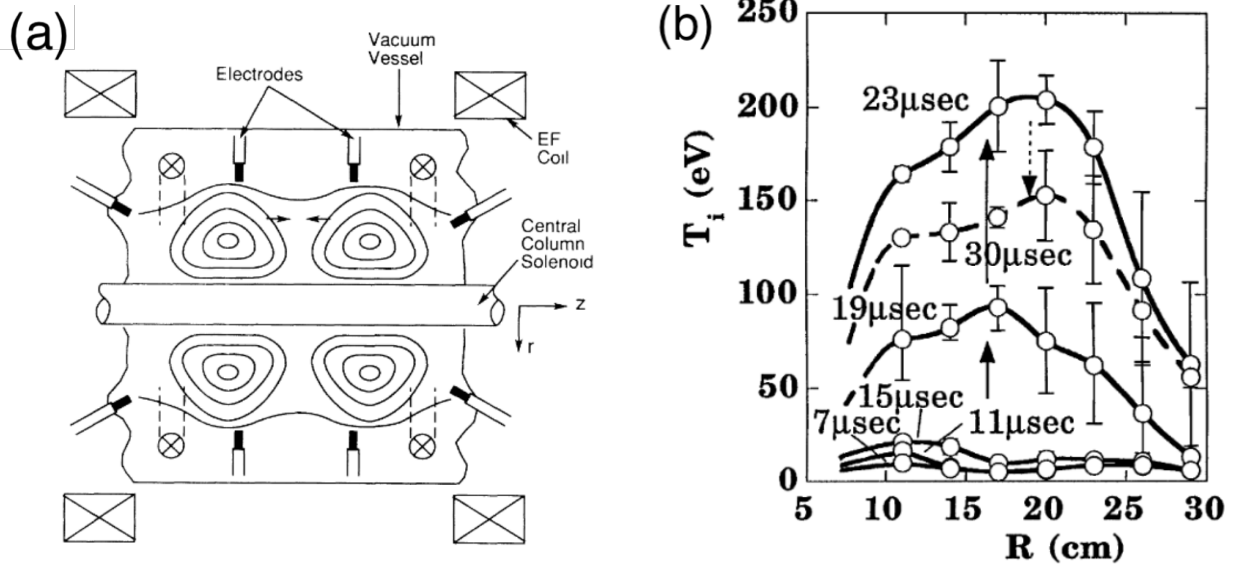 (a)
Vacuum
Vessel
Electrodes
EF
Coil
Central
Column
Solenoid
z
r
(b)
250
200
150
100
50
0
T_i (eV)
23μsec
30μsec
19μsec
15μsec
7μsec
11μsec
5 10 15 20 25 30
R (cm)